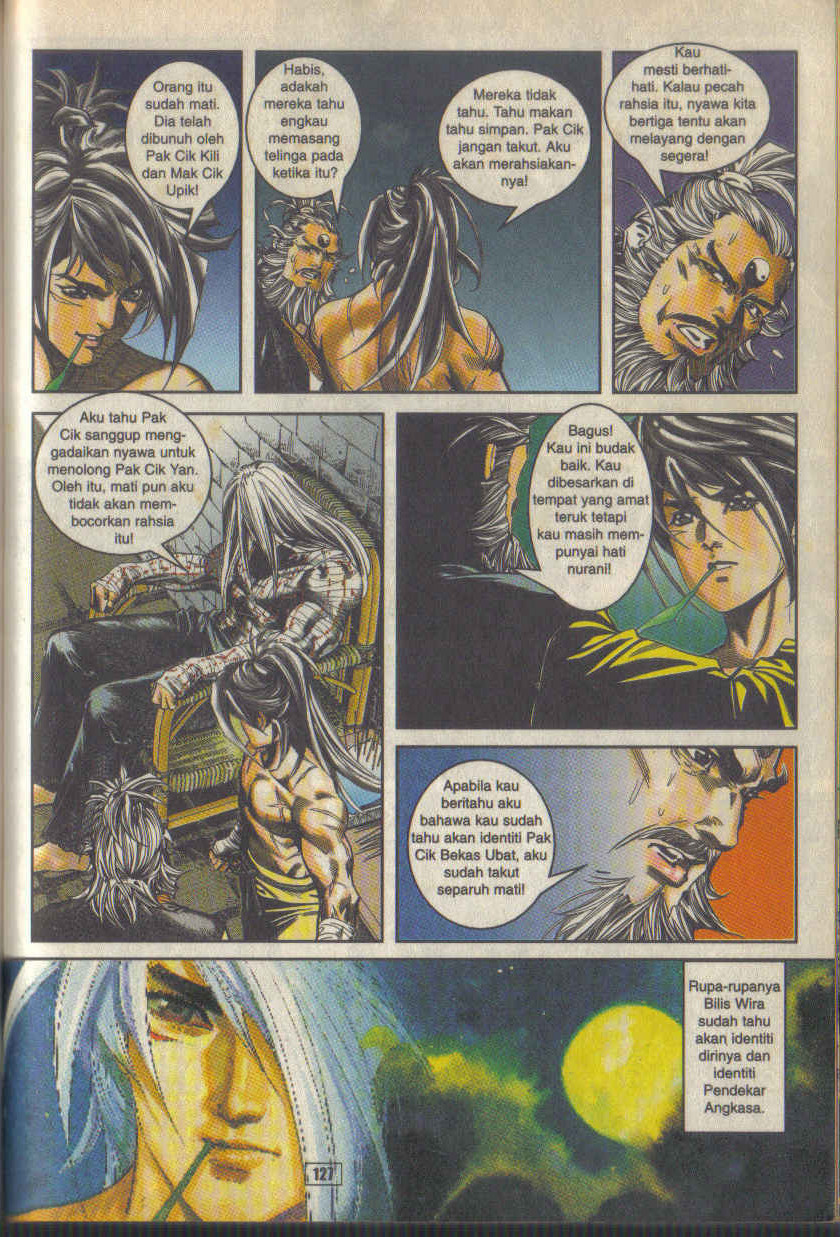 Orang itu
sudah mati.
Dia telah
dibunuh oleh
Pak Cik Kili
dan Mak Cik
Upik!
Habis,
adakah
mereka tahu
engkau
memasang
telinga pada
ketika itu?
Mereka tidak
tahu. Tahu makan
tahu simpan. Pak Cik
jangan takut. Aku
akan merahsiakan-
nya!
Kau
mesti berhati-
hati. Kalau pecah
rahsia itu, nyawa kita
bertiga tentu akan
melayang dengan
segera!
Aku tahu Pak
Cik sanggup meng-
gadaikan nyawa untuk
menolong Pak Cik Yan.
Oleh itu, mati pun aku
tidak akan mem-
bocorkan rahsia
itu!
Bagus!
Kau ini budak
baik. Kau
dibesarkan di
tempat yang amat
teruk tetapi
kau masih mem-
punyai hati
nurani!
Apabila kau
beritahu aku
bahawa kau sudah
tahu akan identiti Pak
Cik Bekas Ubat, aku
sudah takut
separuh mati!
Rupa-rupanya
Bilis Wira
sudah tahu
akan identiti
dirinya dan
identiti
Pendekar
Angkasa.
127